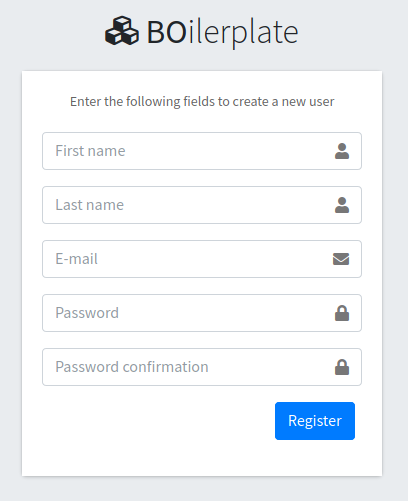 BOilerplate
Enter the following fields to create a new user
First name
Last name
E-mail
Password
Password confirmation
Register